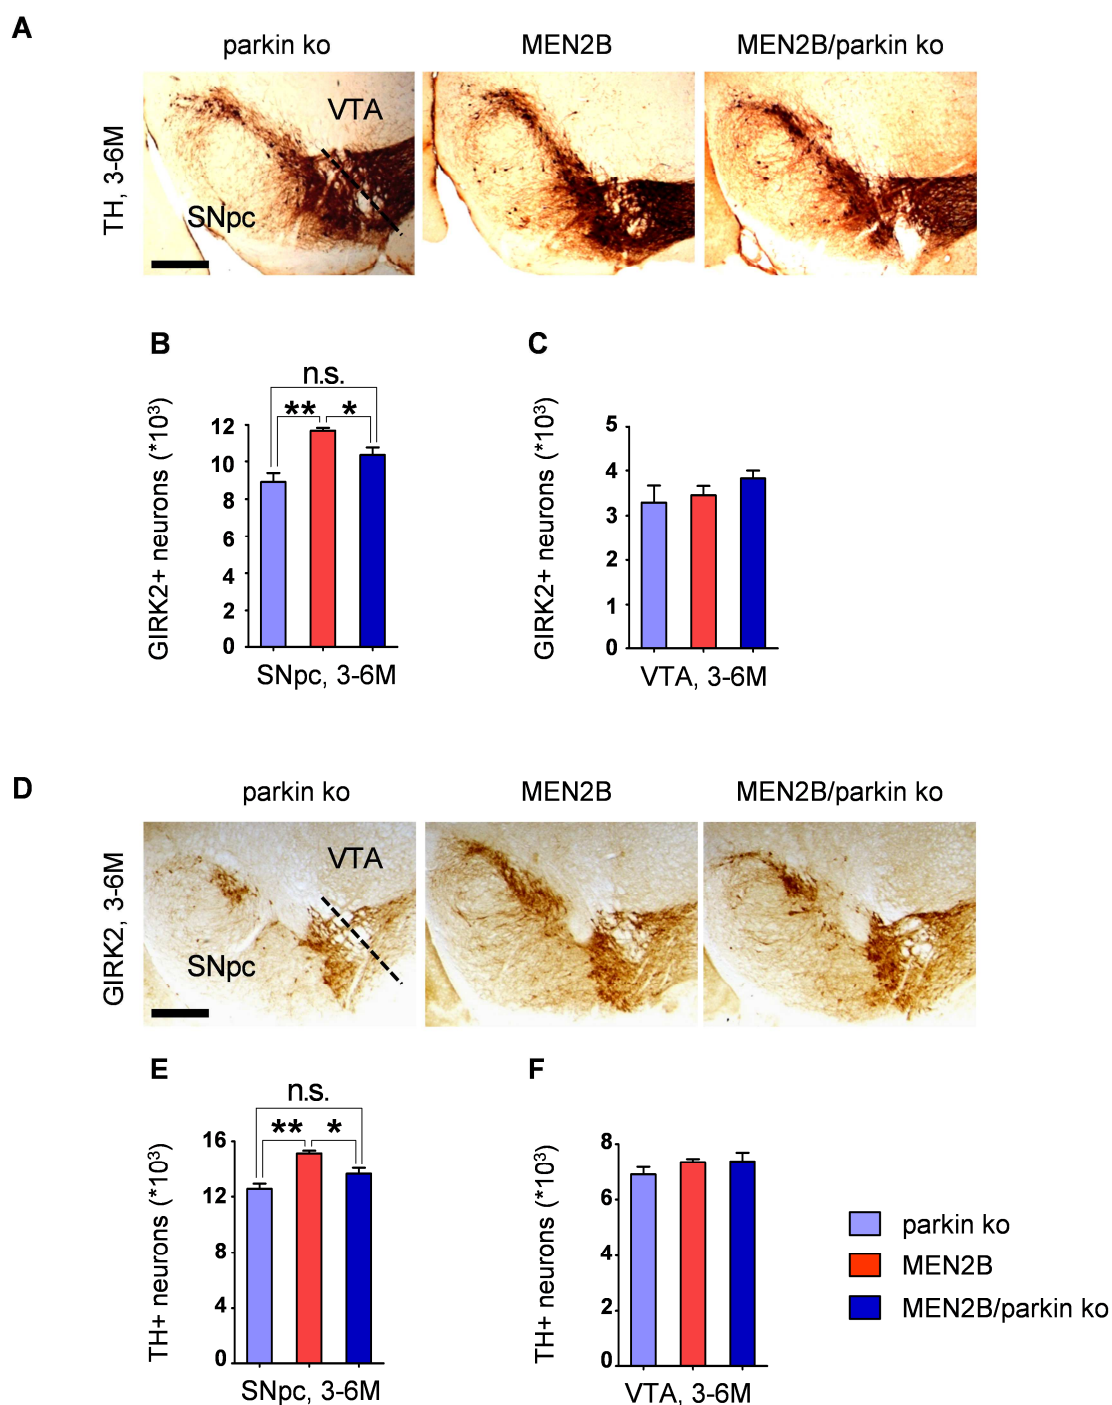 A
parkin ko
MEN2B
MEN2B/parkin ko
TH, 3-6M
VTA
SNpc
B
n.s.
** *
GIRK2+ neurons (*10³)
12
10
8
6
4
2
0
SNpc, 3-6M
C
GIRK2+ neurons (*10³)
5
4
3
2
1
0
VTA, 3-6M
D
parkin ko
MEN2B
MEN2B/parkin ko
GIRK2, 3-6M
VTA
SNpc
E
n.s.
** *
TH+ neurons (*10³)
16
12
8
4
0
SNpc, 3-6M
F
TH+ neurons (*10³)
8
6
4
2
0
VTA, 3-6M
parkin ko
MEN2B
MEN2B/parkin ko